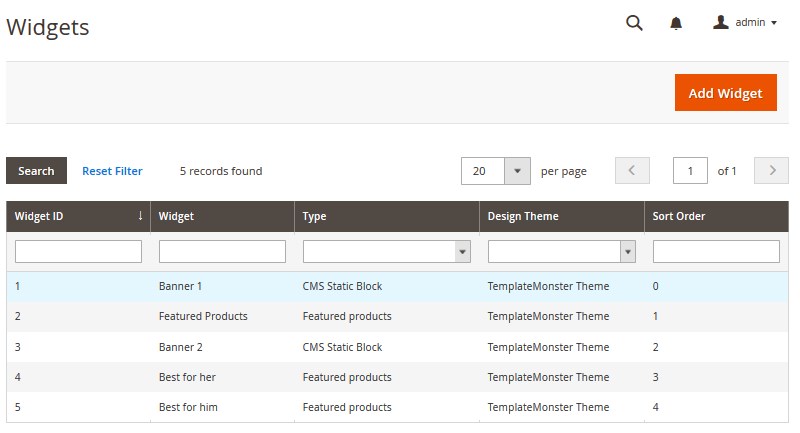 Widgets
admin
Add Widget
Search Reset Filter 5 records found 20 per page 1 of 1
Widget ID ↓ Widget Type Design Theme Sort Order
1 Banner 1 CMS Static Block TemplateMonster Theme 0
2 Featured Products Featured products TemplateMonster Theme 1
3 Banner 2 CMS Static Block TemplateMonster Theme 2
4 Best for her Featured products TemplateMonster Theme 3
5 Best for him Featured products TemplateMonster Theme 4